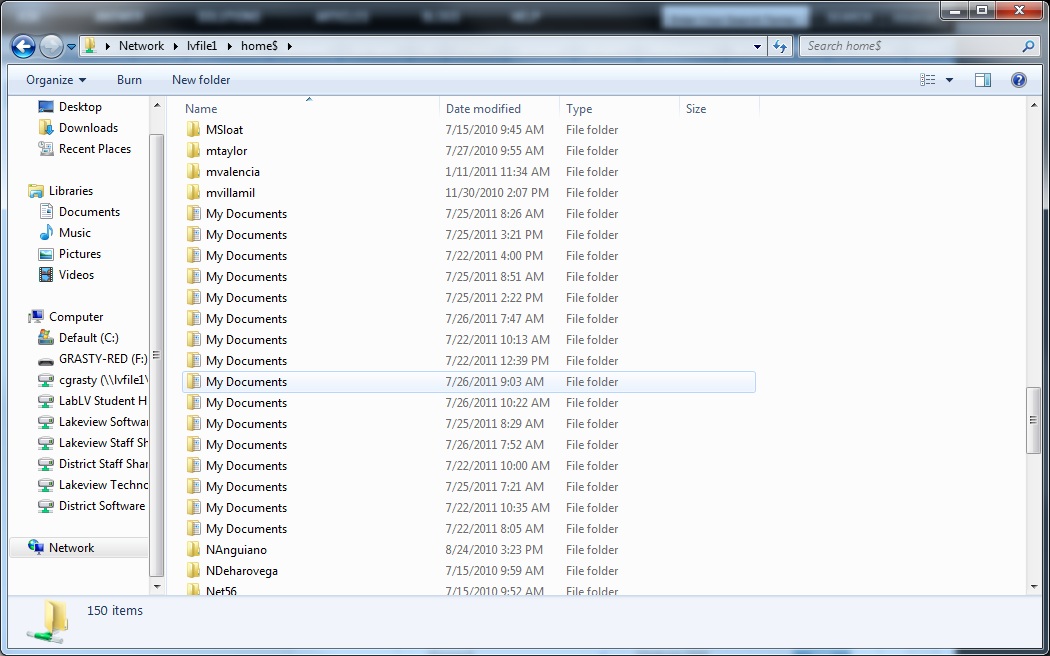 Network lvfile1 home$
Search home$
Organize Burn New folder
Desktop
Downloads
Recent Places
Libraries
Documents
Music
Pictures
Videos
Computer
Default (C:)
GRASTY-RED (F:)
cgrasty (\\lvfile1\
LabLV Student H
Lakeview Softwar
Lakeview Staff Sh
District Staff Shar
Lakeview Techno
District Software
Network
Name Date modified Type Size
MSloat 7/15/2010 9:45 AM File folder
mtaylor 7/27/2010 9:55 AM File folder
mvalencia 1/11/2011 11:34 AM File folder
mvillamil 11/30/2010 2:07 PM File folder
My Documents 7/25/2011 8:26 AM File folder
My Documents 7/25/2011 3:21 PM File folder
My Documents 7/22/2011 4:00 PM File folder
My Documents 7/25/2011 8:51 AM File folder
My Documents 7/25/2011 2:22 PM File folder
My Documents 7/26/2011 7:47 AM File folder
My Documents 7/22/2011 10:13 AM File folder
My Documents 7/22/2011 12:39 PM File folder
My Documents 7/26/2011 9:03 AM File folder
My Documents 7/26/2011 10:22 AM File folder
My Documents 7/25/2011 8:29 AM File folder
My Documents 7/26/2011 7:52 AM File folder
My Documents 7/22/2011 10:00 AM File folder
My Documents 7/25/2011 7:21 AM File folder
My Documents 7/22/2011 10:35 AM File folder
My Documents 7/22/2011 8:05 AM File folder
NAnguiano 8/24/2010 3:23 PM File folder
NDeharovega 7/15/2010 9:59 AM File folder
Net56 7/15/2010 9:52 AM File folder
150 items